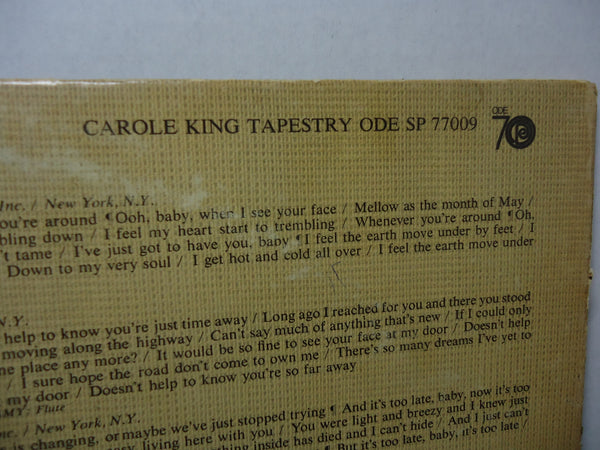 CAROLE KING TAPESTRY ODE SP 77009 ODE 70
Inc. / New York, N.Y.
you're around ¶ Ooh, baby, when I see your face / Mellow as the month of May /
bling down / I feel my heart start to trembling / Whenever you're around ¶ Oh,
't tame / I've just got to have you, baby ¶ I feel the earth move under by feet / I
Down to my very soul / I get hot and cold all over / I feel the earth move under
N.Y.
help to know you're just time away / Long ago I reached for you and there you stood
moving along the highway / Can't say much of anything that's new / If I could only
ne place any more? / It would be so fine to see your face at my door / Doesn't help
/ I sure hope the road don't come to own me / There's so many dreams I've yet to
my door / Doesn't help to know you're so far away
MY: Flute
nc. / New York, N.Y.
s is changing, or maybe we've just stopped trying ¶ And it's too late, baby, now it's too
easy living here with you / You were light and breezy and I knew just
thing inside has died and I can't hide / And I just can't
¶ But it's too late, baby, it's too late /